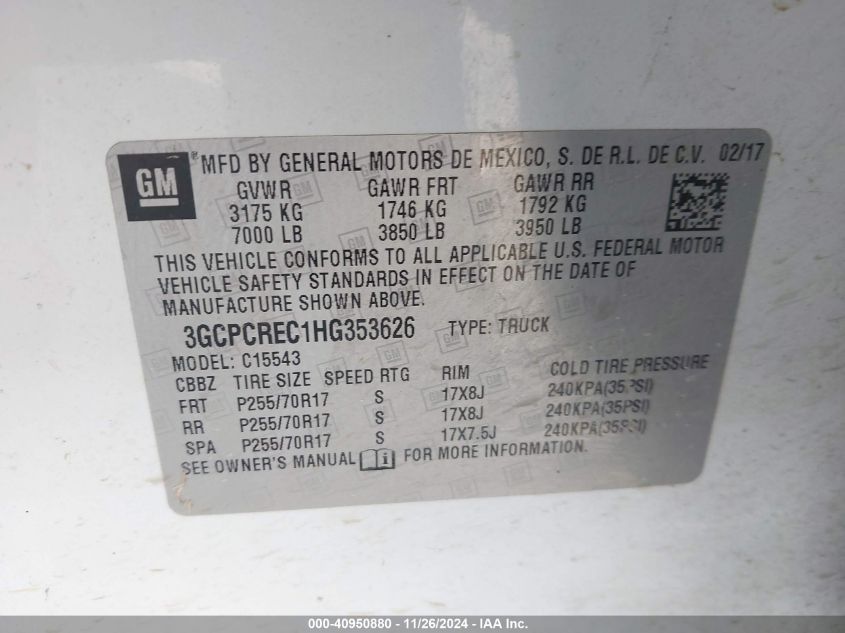 GM ® MFD BY GENERAL MOTORS DE MEXICO, S. DE R.L. DE C.V. 02/17
GVWR GAWR FRT GAWR RR
3175 KG 1746 KG 1792 KG
7000 LB 3850 LB 3950 LB
THIS VEHICLE CONFORMS TO ALL APPLICABLE U.S. FEDERAL MOTOR
VEHICLE SAFETY STANDARDS IN EFFECT ON THE DATE OF
MANUFACTURE SHOWN ABOVE.
3GCPCREC1HG353626 TYPE: TRUCK
MODEL: C15543
CBBZ TIRE SIZE SPEED RTG RIM COLD TIRE PRESSURE
FRT P255/70R17 S 17X8J 240KPA(35PSI)
RR P255/70R17 S 17X8J 240KPA(35PSI)
SPA P255/70R17 S 17X7.5J 240KPA(35PSI)
SEE OWNER'S MANUAL i FOR MORE INFORMATION.
000-40950880 - 11/26/2024 - IAA Inc.